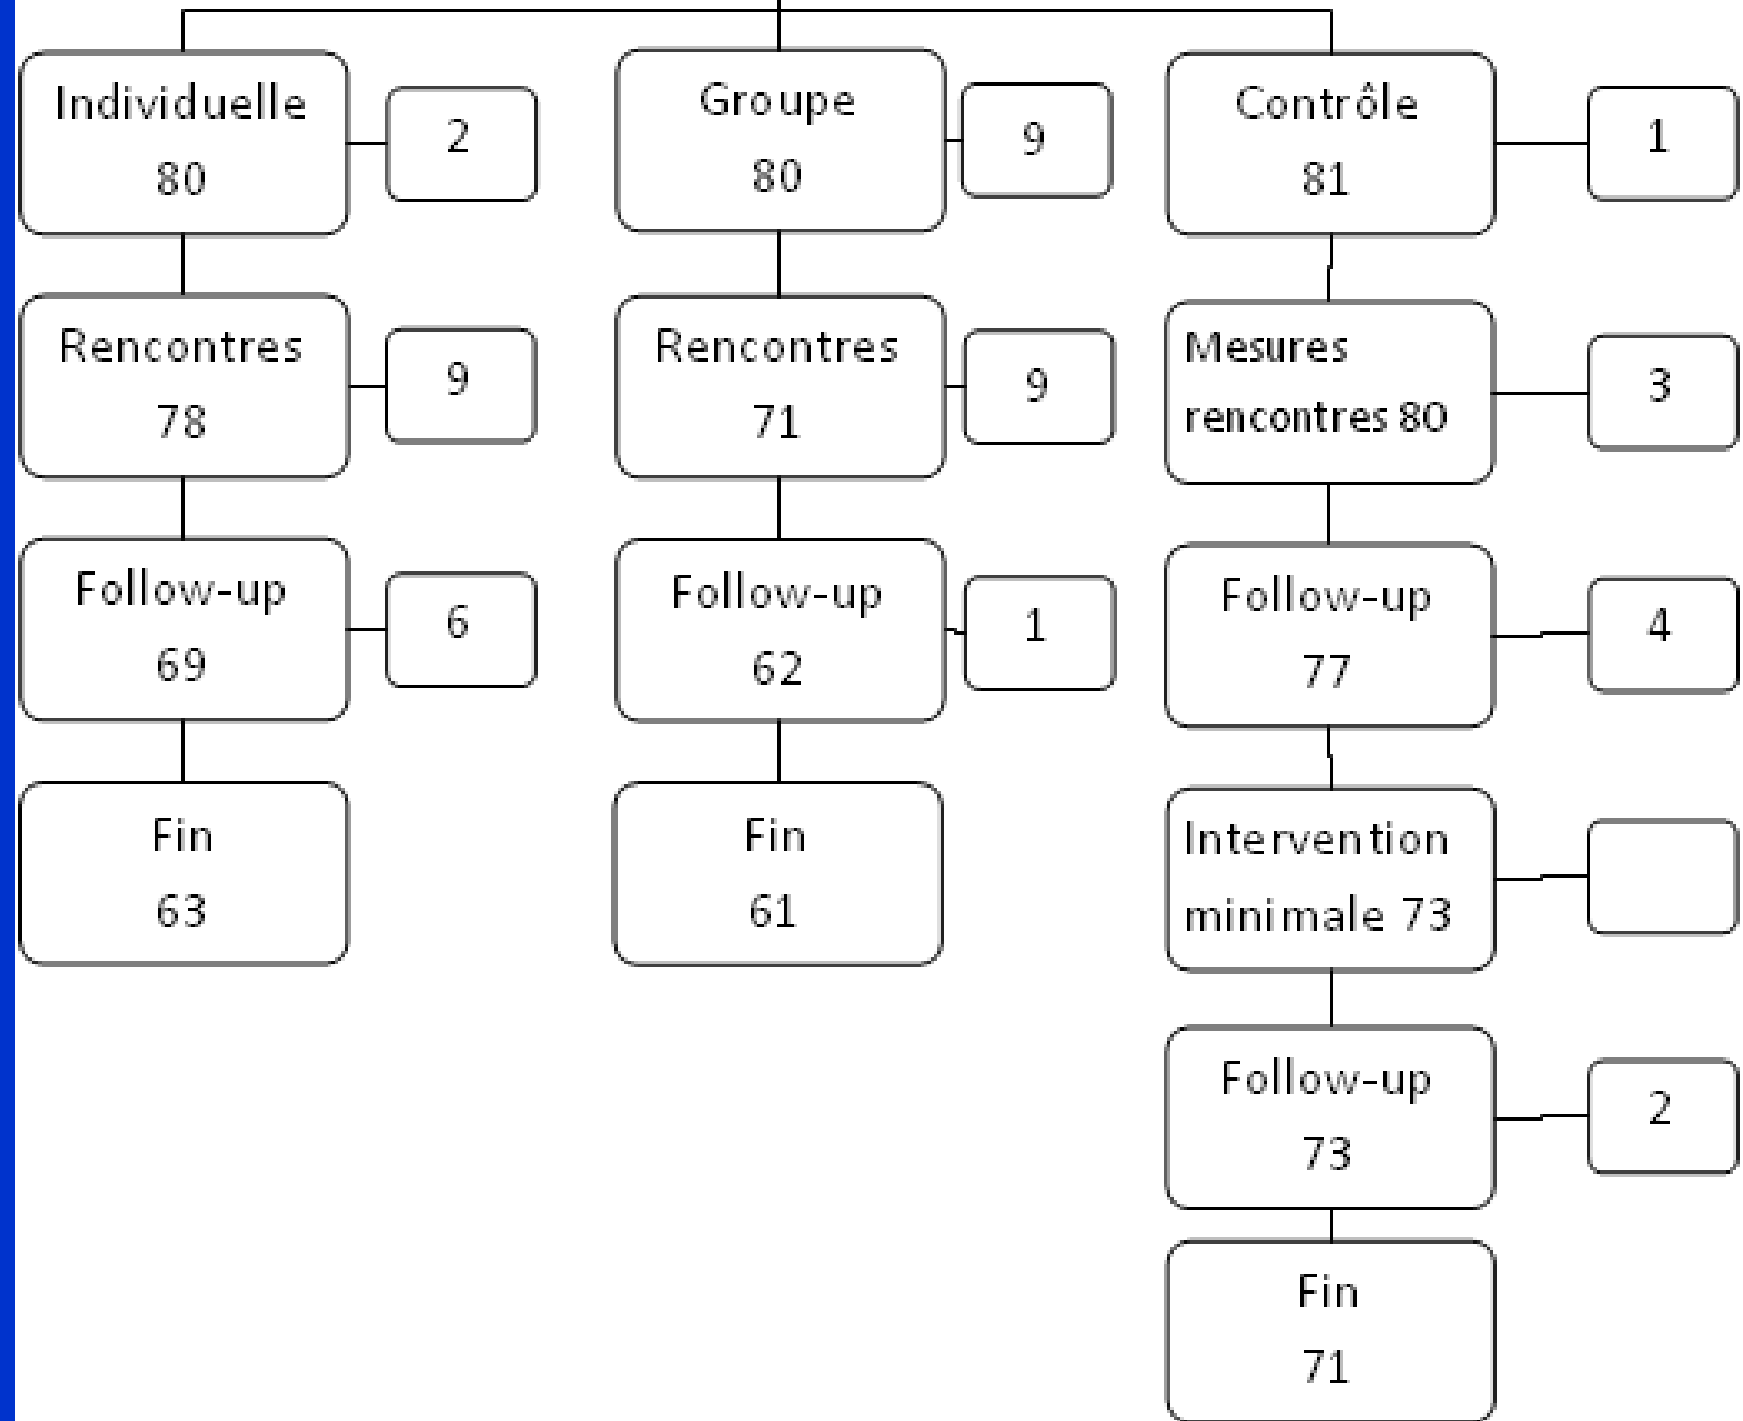 Individuelle
80
2
Rencontres
78
9
Follow-up
69
6
Fin
63
Groupe
80
9
Rencontres
71
9
Follow-up
62
1
Fin
61
Contrôle
81
1
Mesures
rencontres 80
3
Follow-up
77
4
Intervention
minimale 73
Follow-up
73
2
Fin
71